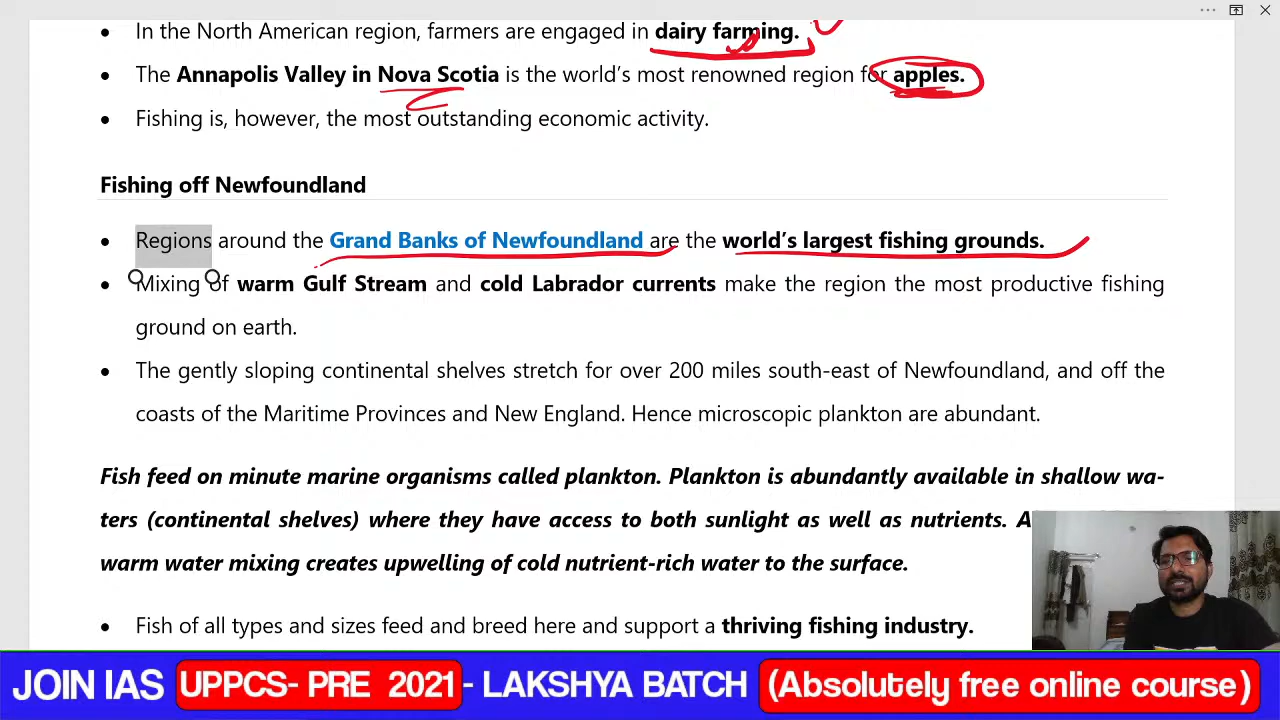 In the North American region, farmers are engaged in dairy farming.
The Annapolis Valley in Nova Scotia is the world's most renowned region for apples.
Fishing is, however, the most outstanding economic activity.
Fishing off Newfoundland
Regions around the Grand Banks of Newfoundland are the world's largest fishing grounds.
Mixing of warm Gulf Stream and cold Labrador currents make the region the most productive fishing
ground on earth.
The gently sloping continental shelves stretch for over 200 miles south-east of Newfoundland, and off the
coasts of the Maritime Provinces and New England. Hence microscopic plankton are abundant.
Fish feed on minute marine organisms called plankton. Plankton is abundantly available in shallow wa-
ters (continental shelves) where they have access to both sunlight as well as nutrients.
warm water mixing creates upwelling of cold nutrient-rich water to the surface.
Fish of all types and sizes feed and breed here and support a thriving fishing industry.
JOIN IAS UPPCS- PRE 2021 - LAKSHYA BATCH (Absolutely free online course)